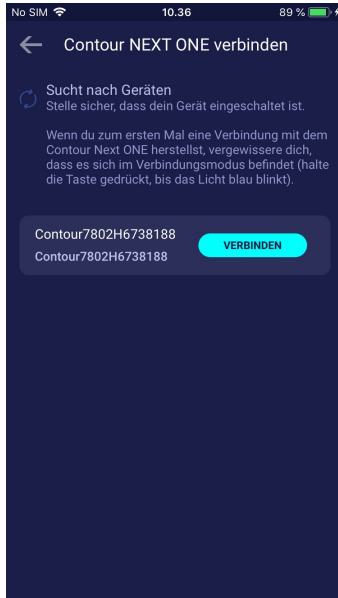 No SIM 10.36 89 %
Contour NEXT ONE verbinden
Sucht nach Geräten
Stelle sicher, dass dein Gerät eingeschaltet ist.
Wenn du zum ersten Mal eine Verbindung mit dem
Contour Next ONE herstellst, vergewissere dich,
dass es sich im Verbindungsmodus befindet (halte
die Taste gedrückt, bis das Licht blau blinkt).
Contour7802H6738188
VERBINDEN
Contour7802H6738188